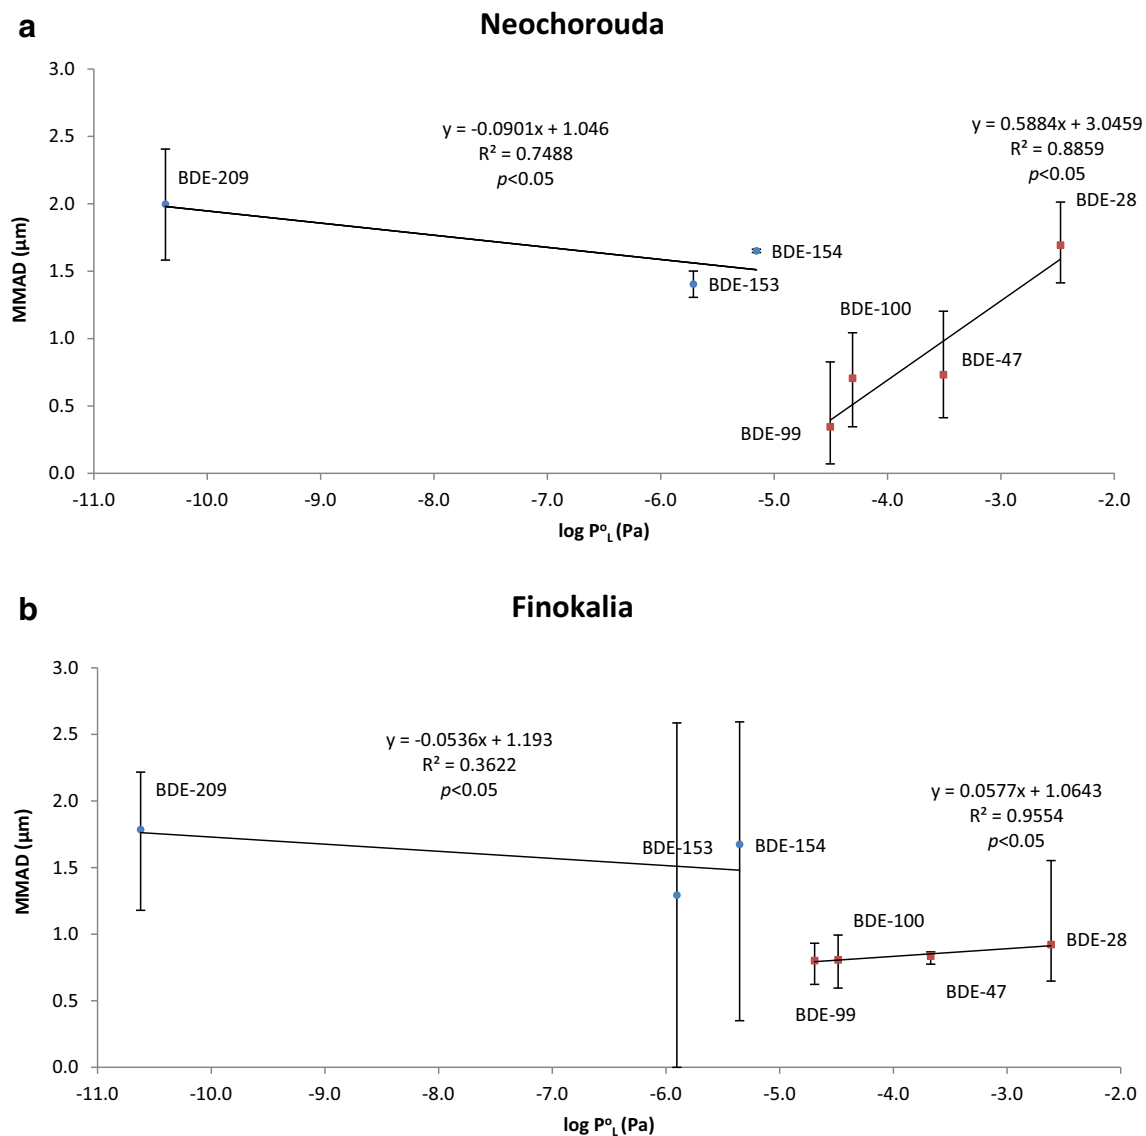 a
Neochorouda
3.0
2.5
2.0
1.5
1.0
0.5
0.0
MMAD (µm)
y = -0.0901x + 1.046
R² = 0.7488
p<0.05
y = 0.5884x + 3.0459
R² = 0.8859
p<0.05
BDE-209
BDE-28
BDE-154
BDE-153
BDE-100
BDE-47
BDE-99
-11.0 -10.0 -9.0 -8.0 -7.0 -6.0 -5.0 -4.0 -3.0 -2.0
log P°L (Pa)
b
Finokalia
3.0
2.5
2.0
1.5
1.0
0.5
0.0
MMAD (µm)
y = -0.0536x + 1.193
R² = 0.3622
p<0.05
y = 0.0577x + 1.0643
R² = 0.9554
p<0.05
BDE-209
BDE-153
BDE-154
BDE-100
BDE-28
BDE-47
BDE-99
-11.0 -10.0 -9.0 -8.0 -7.0 -6.0 -5.0 -4.0 -3.0 -2.0
log P°L (Pa)